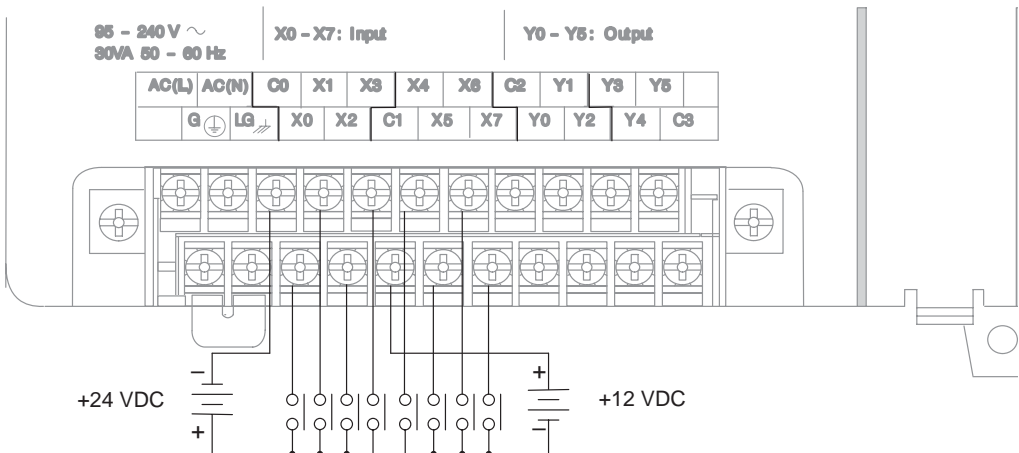 95 - 240 V ～ X0 - X7: Input Y0 - Y5: Output
30VA 50 - 60 Hz
AC(L) AC(N) C0 X1 X3 X4 X6 C2 Y1 Y3 Y5
G LG X0 X2 C1 X5 X7 Y0 Y2 Y4 C3
− +
+24 VDC +12 VDC
+ −